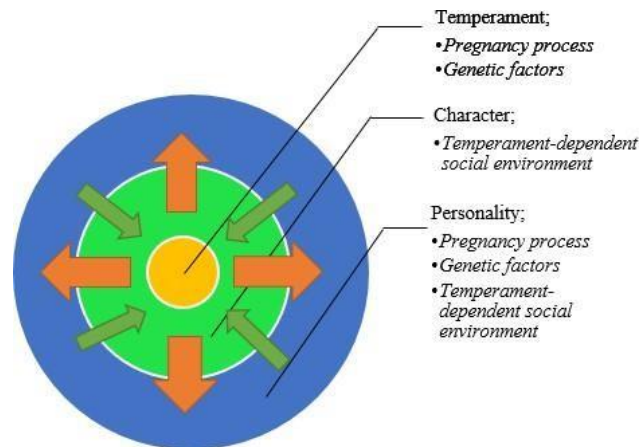 Temperament;
•Pregnancy process
•Genetic factors
Character;
•Temperament-dependent
social environment
Personality;
•Pregnancy process
•Genetic factors
•Temperament-
dependent social
environment